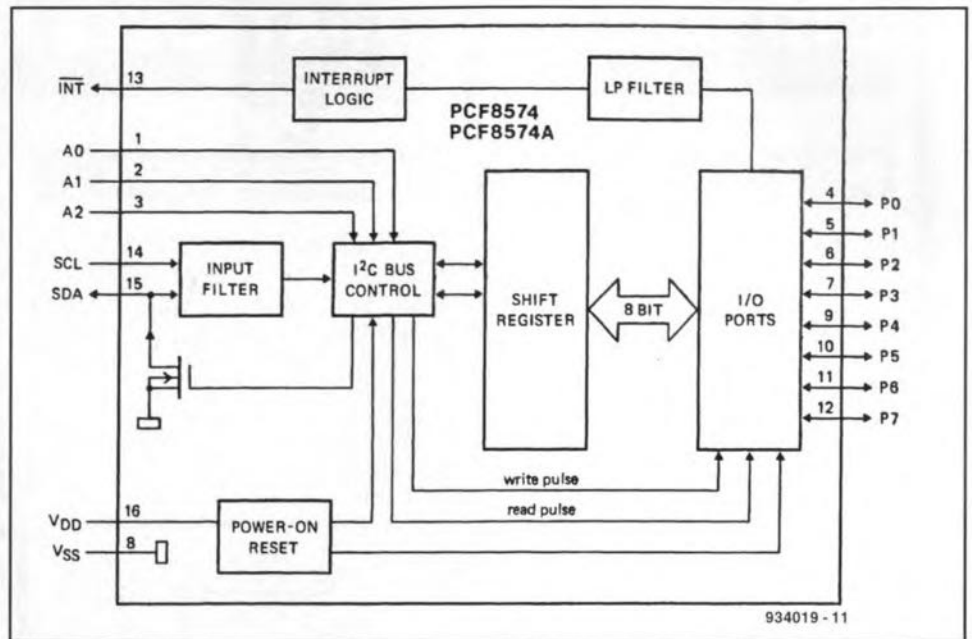 INT
13
INTERRUPT
LOGIC
LP FILTER
PCF8574
PCF8574A
A0
1
A1
2
A2
3
SCL
14
SDA
15
INPUT
FILTER
I²C BUS
CONTROL
SHIFT
REGISTER
8 BIT
I/O
PORTS
4 P0
5 P1
6 P2
7 P3
9 P4
10 P5
11 P6
12 P7
write pulse
read pulse
VDD
16
VSS
8
POWER-ON
RESET
934019 - 11